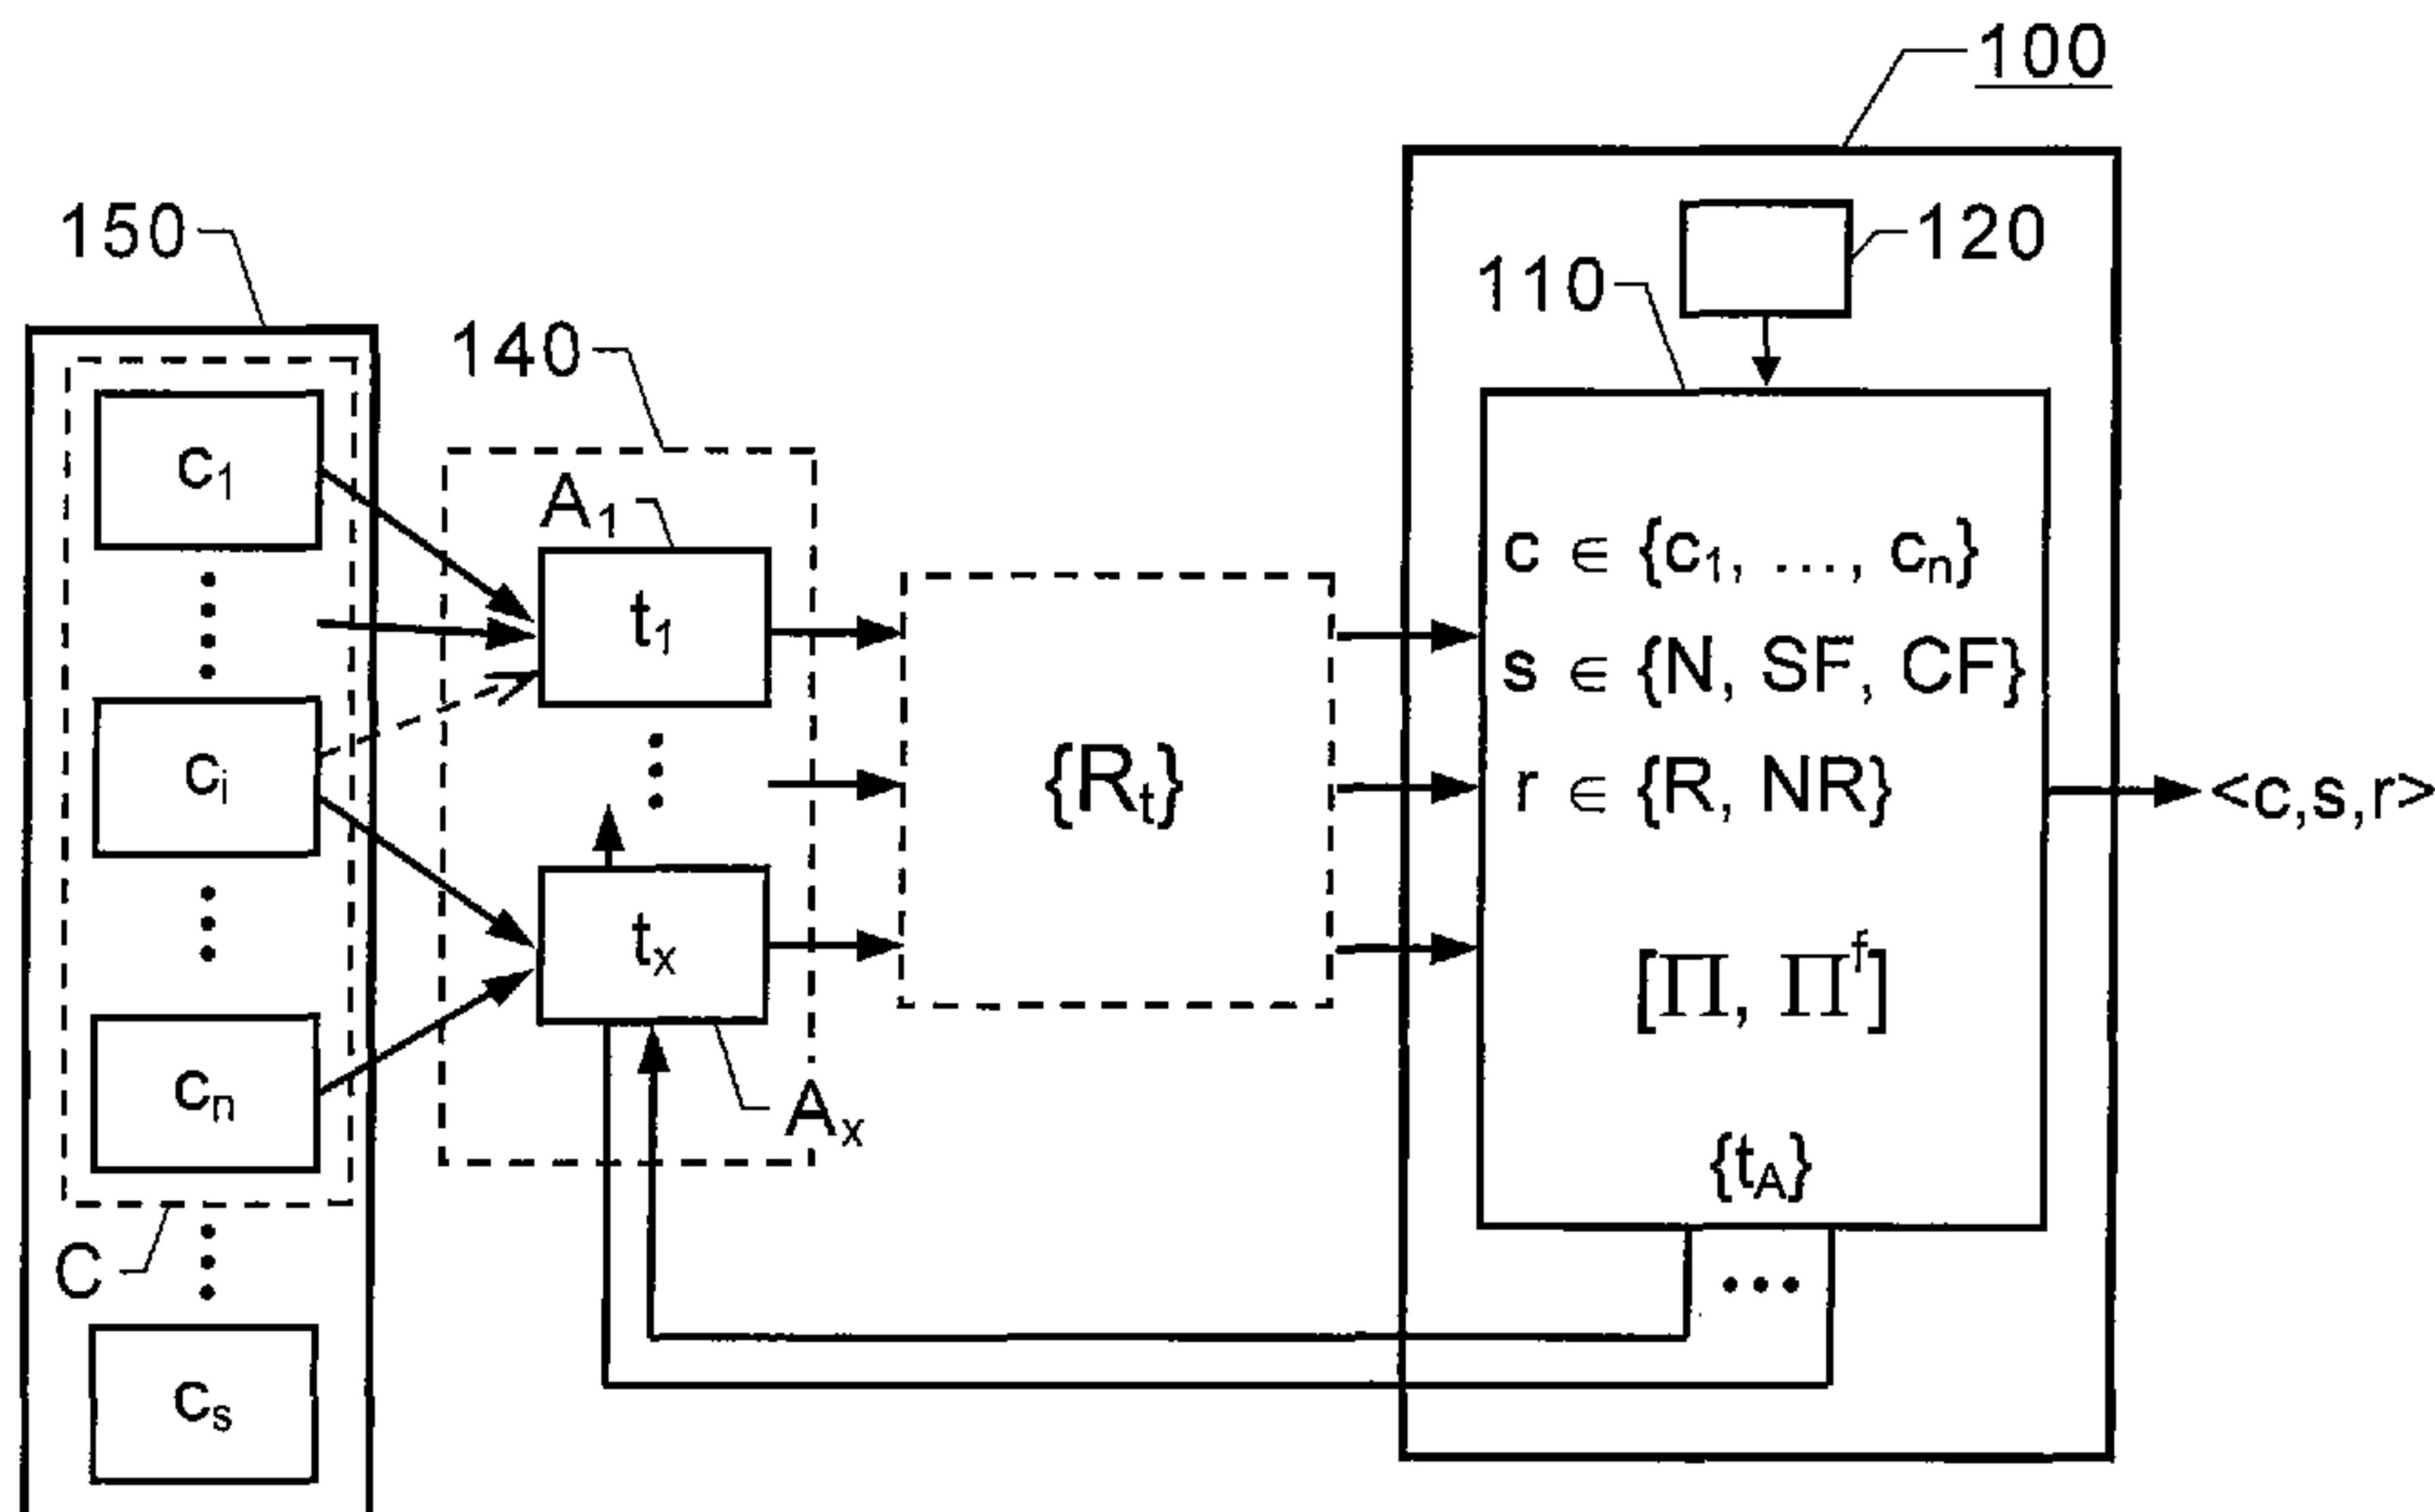 100
150
120
110
140
c₁
A₁
c ∈ {c₁, ..., cₙ}
t₁
s ∈ {N, SF, CF}
cᵢ
{Rₜ}
r ∈ {R, NR}
<c,s,r>
tₓ
[Π, Πᶠ]
cₙ
Aₓ
{t_A}
C
cₛ